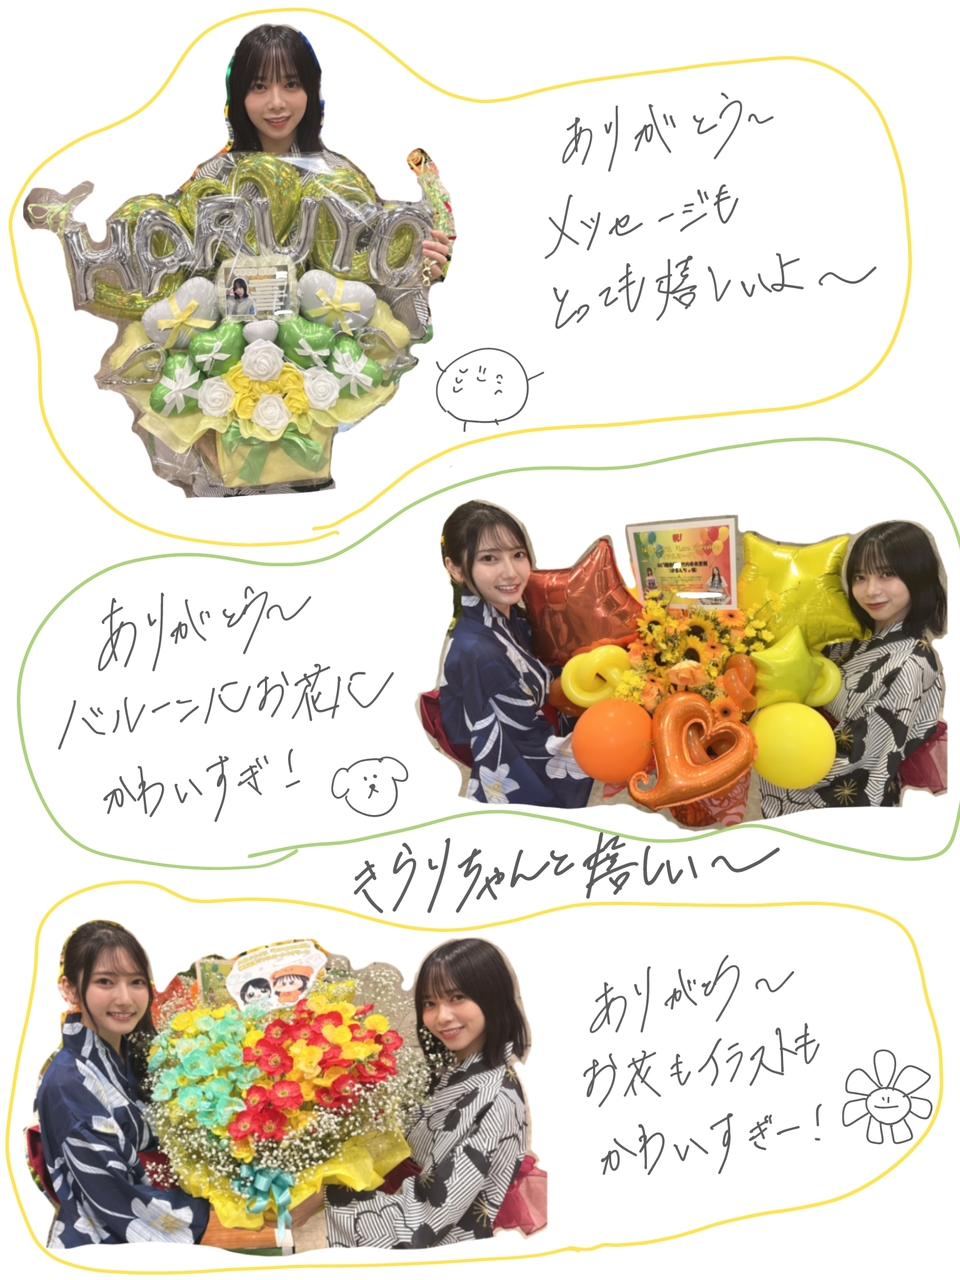 ありがとう〜
メッセージも
とっても嬉しいよ〜
HARUYO
ありがとう〜
バルーンにお花に
かわいすぎ!
祝!
きらりちゃんと嬉しい〜
ありがとう〜
お花もイラストも
かわいすぎー!